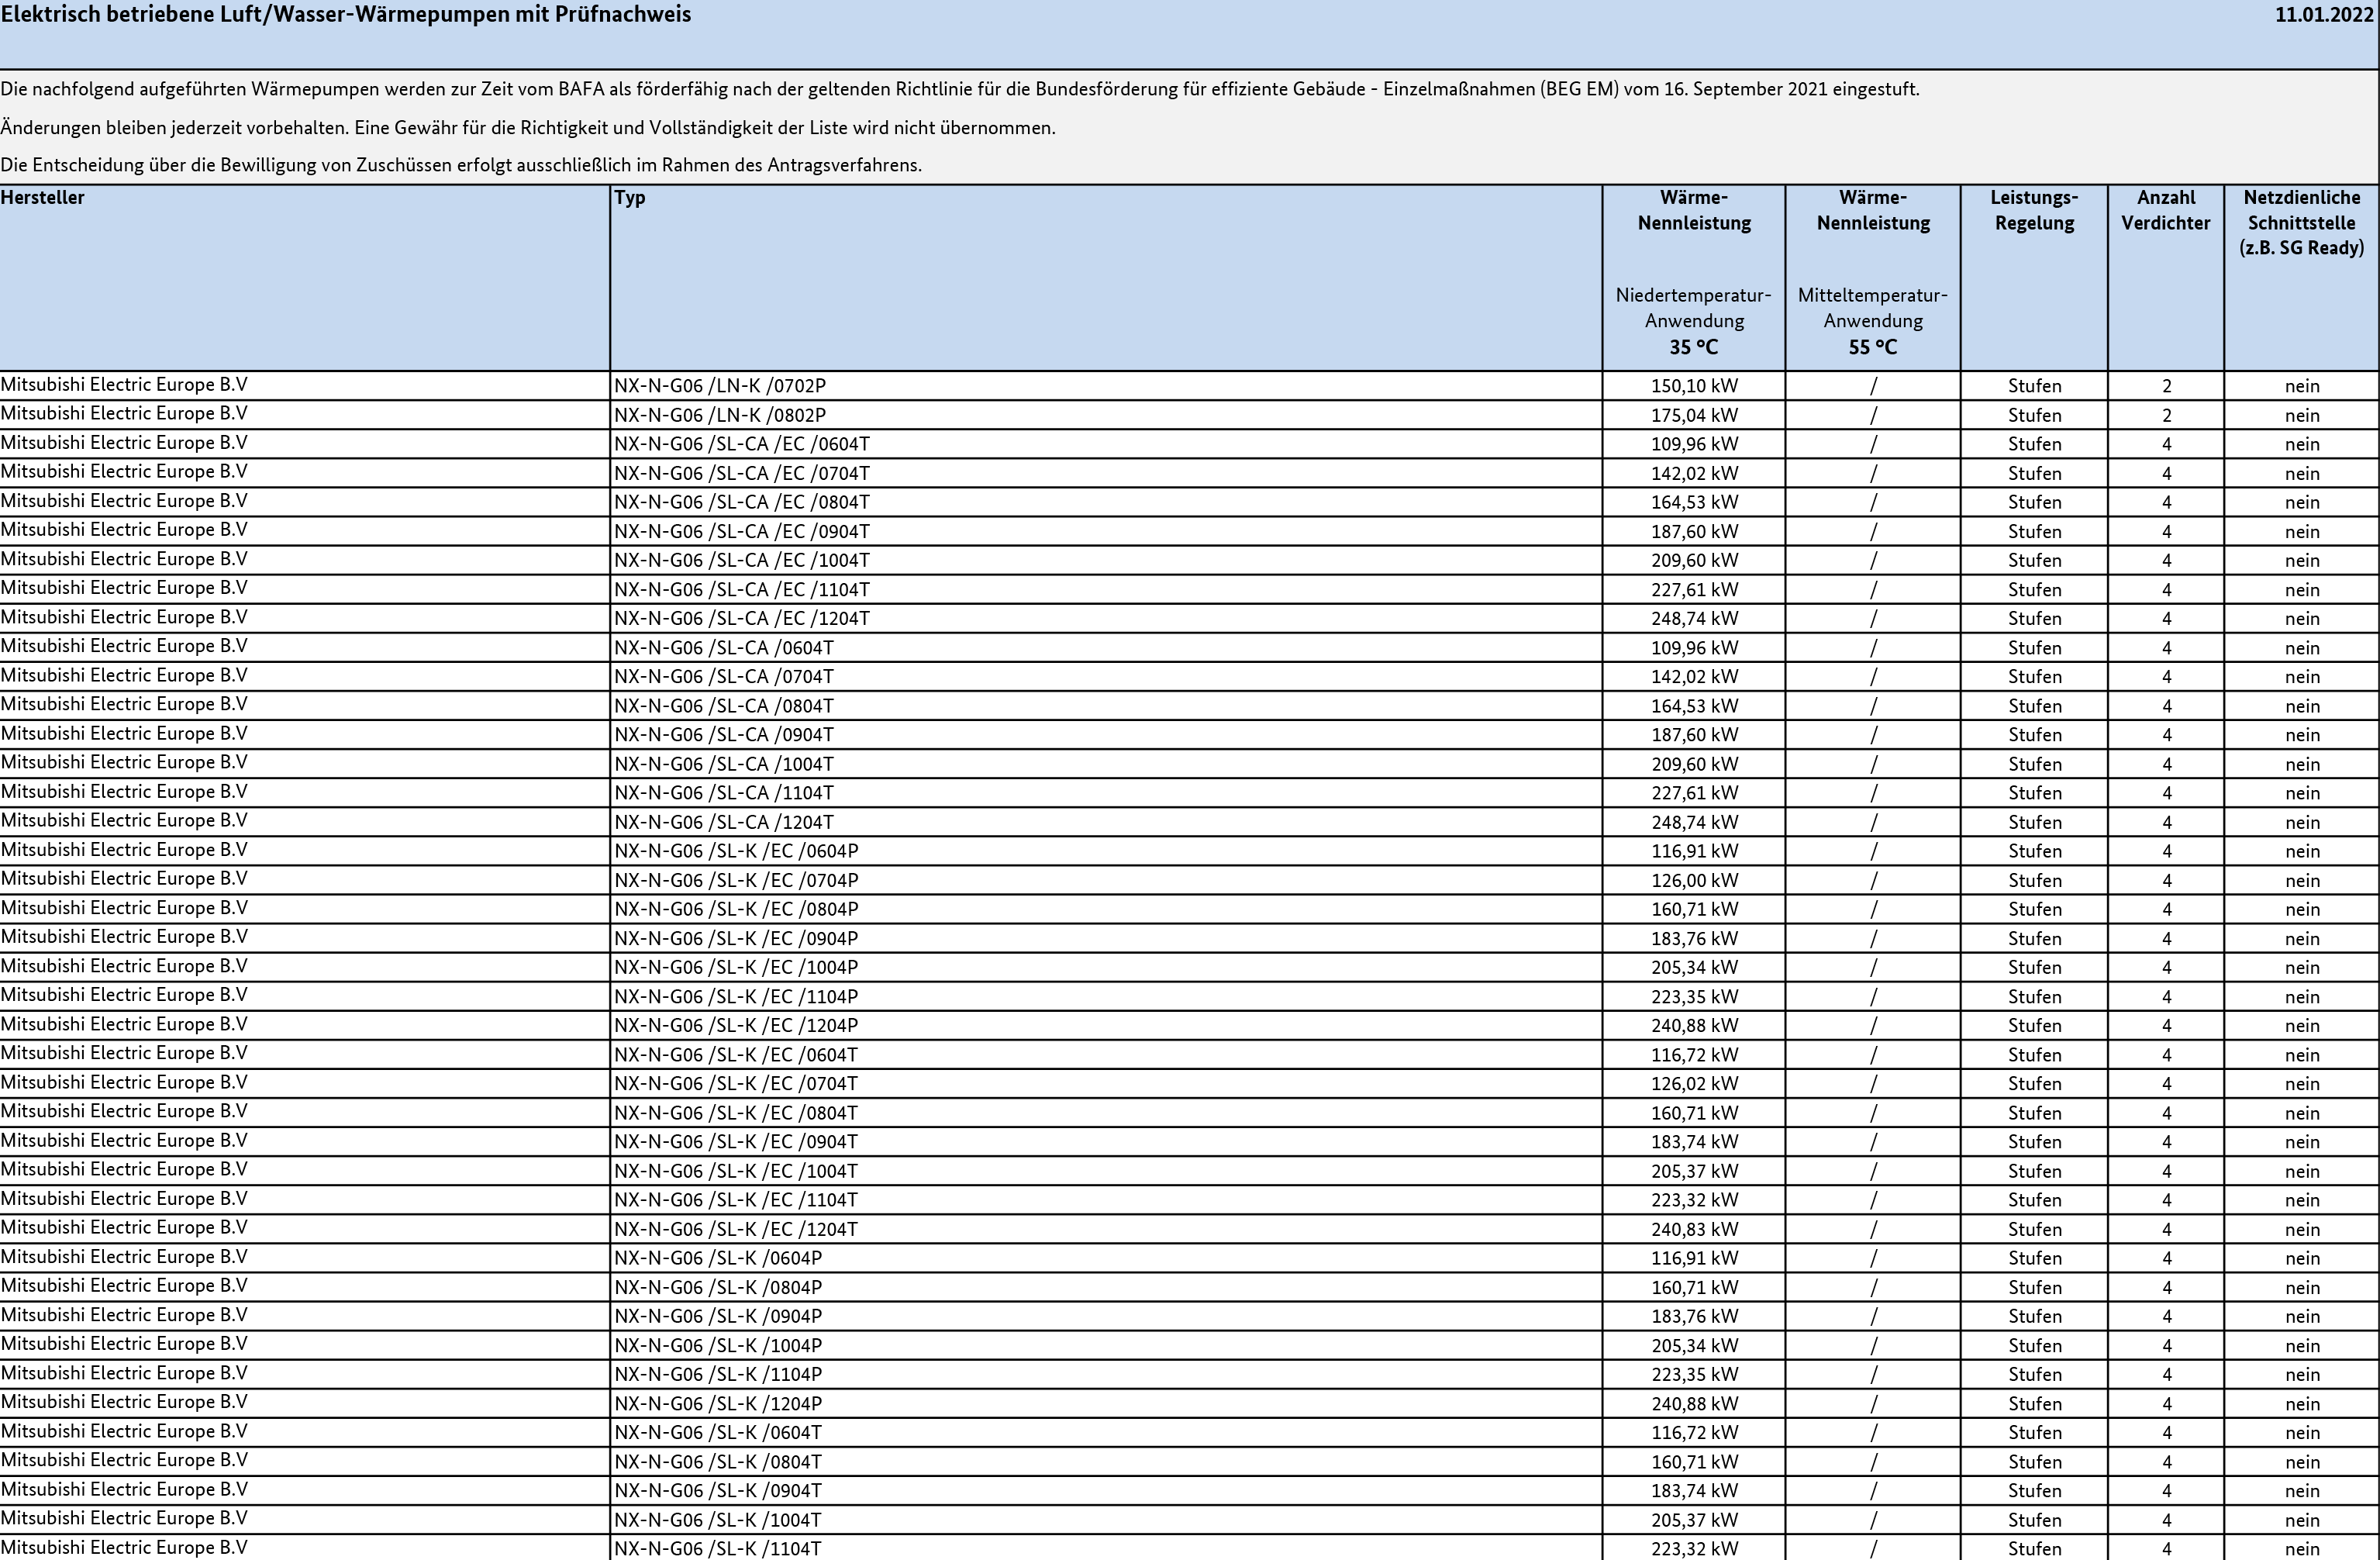 Elektrisch betriebene Luft/Wasser-Wärmepumpen mit Prüfnachweis 11.01.2022
Die nachfolgend aufgeführten Wärmepumpen werden zur Zeit vom BAFA als förderfähig nach der geltenden Richtlinie für die Bundesförderung für effiziente Gebäude - Einzelmaßnahmen (BEG EM) vom 16. September 2021 eingestuft.
Änderungen bleiben jederzeit vorbehalten. Eine Gewähr für die Richtigkeit und Vollständigkeit der Liste wird nicht übernommen.
Die Entscheidung über die Bewilligung von Zuschüssen erfolgt ausschließlich im Rahmen des Antragsverfahrens.
Hersteller Typ Wärme- Wärme- Leistungs- Anzahl Netzdienliche
Nennleistung Nennleistung Regelung Verdichter Schnittstelle
(z.B. SG Ready)
Niedertemperatur- Mitteltemperatur-
Anwendung Anwendung
35 °C 55 °C
Mitsubishi Electric Europe B.V NX-N-G06 /LN-K /0702P 150,10 kW / Stufen 2 nein
Mitsubishi Electric Europe B.V NX-N-G06 /LN-K /0802P 175,04 kW / Stufen 2 nein
Mitsubishi Electric Europe B.V NX-N-G06 /SL-CA /EC /0604T 109,96 kW / Stufen 4 nein
Mitsubishi Electric Europe B.V NX-N-G06 /SL-CA /EC /0704T 142,02 kW / Stufen 4 nein
Mitsubishi Electric Europe B.V NX-N-G06 /SL-CA /EC /0804T 164,53 kW / Stufen 4 nein
Mitsubishi Electric Europe B.V NX-N-G06 /SL-CA /EC /0904T 187,60 kW / Stufen 4 nein
Mitsubishi Electric Europe B.V NX-N-G06 /SL-CA /EC /1004T 209,60 kW / Stufen 4 nein
Mitsubishi Electric Europe B.V NX-N-G06 /SL-CA /EC /1104T 227,61 kW / Stufen 4 nein
Mitsubishi Electric Europe B.V NX-N-G06 /SL-CA /EC /1204T 248,74 kW / Stufen 4 nein
Mitsubishi Electric Europe B.V NX-N-G06 /SL-CA /0604T 109,96 kW / Stufen 4 nein
Mitsubishi Electric Europe B.V NX-N-G06 /SL-CA /0704T 142,02 kW / Stufen 4 nein
Mitsubishi Electric Europe B.V NX-N-G06 /SL-CA /0804T 164,53 kW / Stufen 4 nein
Mitsubishi Electric Europe B.V NX-N-G06 /SL-CA /0904T 187,60 kW / Stufen 4 nein
Mitsubishi Electric Europe B.V NX-N-G06 /SL-CA /1004T 209,60 kW / Stufen 4 nein
Mitsubishi Electric Europe B.V NX-N-G06 /SL-CA /1104T 227,61 kW / Stufen 4 nein
Mitsubishi Electric Europe B.V NX-N-G06 /SL-CA /1204T 248,74 kW / Stufen 4 nein
Mitsubishi Electric Europe B.V NX-N-G06 /SL-K /EC /0604P 116,91 kW / Stufen 4 nein
Mitsubishi Electric Europe B.V NX-N-G06 /SL-K /EC /0704P 126,00 kW / Stufen 4 nein
Mitsubishi Electric Europe B.V NX-N-G06 /SL-K /EC /0804P 160,71 kW / Stufen 4 nein
Mitsubishi Electric Europe B.V NX-N-G06 /SL-K /EC /0904P 183,76 kW / Stufen 4 nein
Mitsubishi Electric Europe B.V NX-N-G06 /SL-K /EC /1004P 205,34 kW / Stufen 4 nein
Mitsubishi Electric Europe B.V NX-N-G06 /SL-K /EC /1104P 223,35 kW / Stufen 4 nein
Mitsubishi Electric Europe B.V NX-N-G06 /SL-K /EC /1204P 240,88 kW / Stufen 4 nein
Mitsubishi Electric Europe B.V NX-N-G06 /SL-K /EC /0604T 116,72 kW / Stufen 4 nein
Mitsubishi Electric Europe B.V NX-N-G06 /SL-K /EC /0704T 126,02 kW / Stufen 4 nein
Mitsubishi Electric Europe B.V NX-N-G06 /SL-K /EC /0804T 160,71 kW / Stufen 4 nein
Mitsubishi Electric Europe B.V NX-N-G06 /SL-K /EC /0904T 183,74 kW / Stufen 4 nein
Mitsubishi Electric Europe B.V NX-N-G06 /SL-K /EC /1004T 205,37 kW / Stufen 4 nein
Mitsubishi Electric Europe B.V NX-N-G06 /SL-K /EC /1104T 223,32 kW / Stufen 4 nein
Mitsubishi Electric Europe B.V NX-N-G06 /SL-K /EC /1204T 240,83 kW / Stufen 4 nein
Mitsubishi Electric Europe B.V NX-N-G06 /SL-K /0604P 116,91 kW / Stufen 4 nein
Mitsubishi Electric Europe B.V NX-N-G06 /SL-K /0804P 160,71 kW / Stufen 4 nein
Mitsubishi Electric Europe B.V NX-N-G06 /SL-K /0904P 183,76 kW / Stufen 4 nein
Mitsubishi Electric Europe B.V NX-N-G06 /SL-K /1004P 205,34 kW / Stufen 4 nein
Mitsubishi Electric Europe B.V NX-N-G06 /SL-K /1104P 223,35 kW / Stufen 4 nein
Mitsubishi Electric Europe B.V NX-N-G06 /SL-K /1204P 240,88 kW / Stufen 4 nein
Mitsubishi Electric Europe B.V NX-N-G06 /SL-K /0604T 116,72 kW / Stufen 4 nein
Mitsubishi Electric Europe B.V NX-N-G06 /SL-K /0804T 160,71 kW / Stufen 4 nein
Mitsubishi Electric Europe B.V NX-N-G06 /SL-K /0904T 183,74 kW / Stufen 4 nein
Mitsubishi Electric Europe B.V NX-N-G06 /SL-K /1004T 205,37 kW / Stufen 4 nein
Mitsubishi Electric Europe B.V NX-N-G06 /SL-K /1104T 223,32 kW / Stufen 4 nein